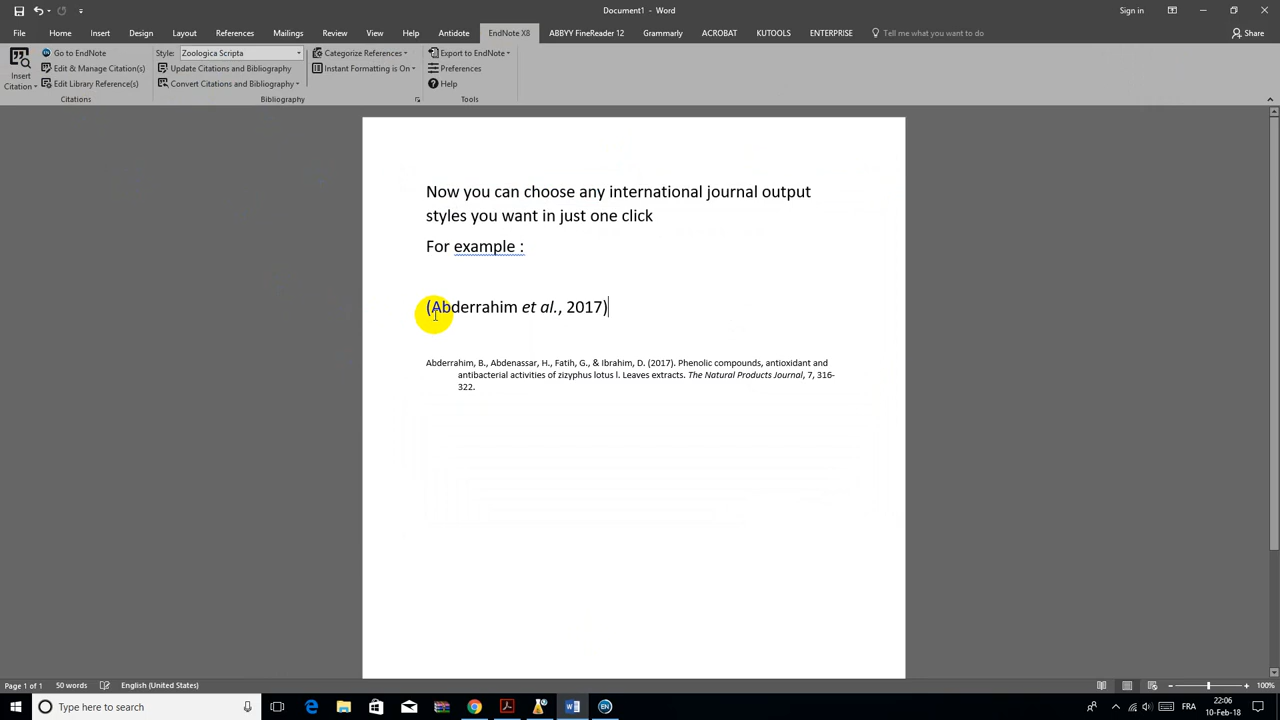 Document1 - Word
Sign in
File Home Insert Design Layout References Mailings Review View Help Antidote EndNote X8 ABBYY FineReader 12 Grammarly ACROBAT KUTOOLS ENTERPRISE Tell me what you want to do Share
Insert
Citation
Go to EndNote
Edit & Manage Citation(s)
Edit Library Reference(s)
Citations
Style: Zoologica Scripta
Update Citations and Bibliography
Convert Citations and Bibliography
Categorize References
Instant Formatting is On
Bibliography
Export to EndNote
Preferences
Help
Tools
Now you can choose any international journal output
styles you want in just one click
For example :
(Abderrahim et al., 2017)
Abderrahim, B., Abdenassar, H., Fatih, G., & Ibrahim, D. (2017). Phenolic compounds, antioxidant and
antibacterial activities of zizyphus lotus l. Leaves extracts. The Natural Products Journal, 7, 316-
322.
Page 1 of 1 50 words English (United States) 100%
Type here to search
EN
FRA
22:06
10-Feb-18